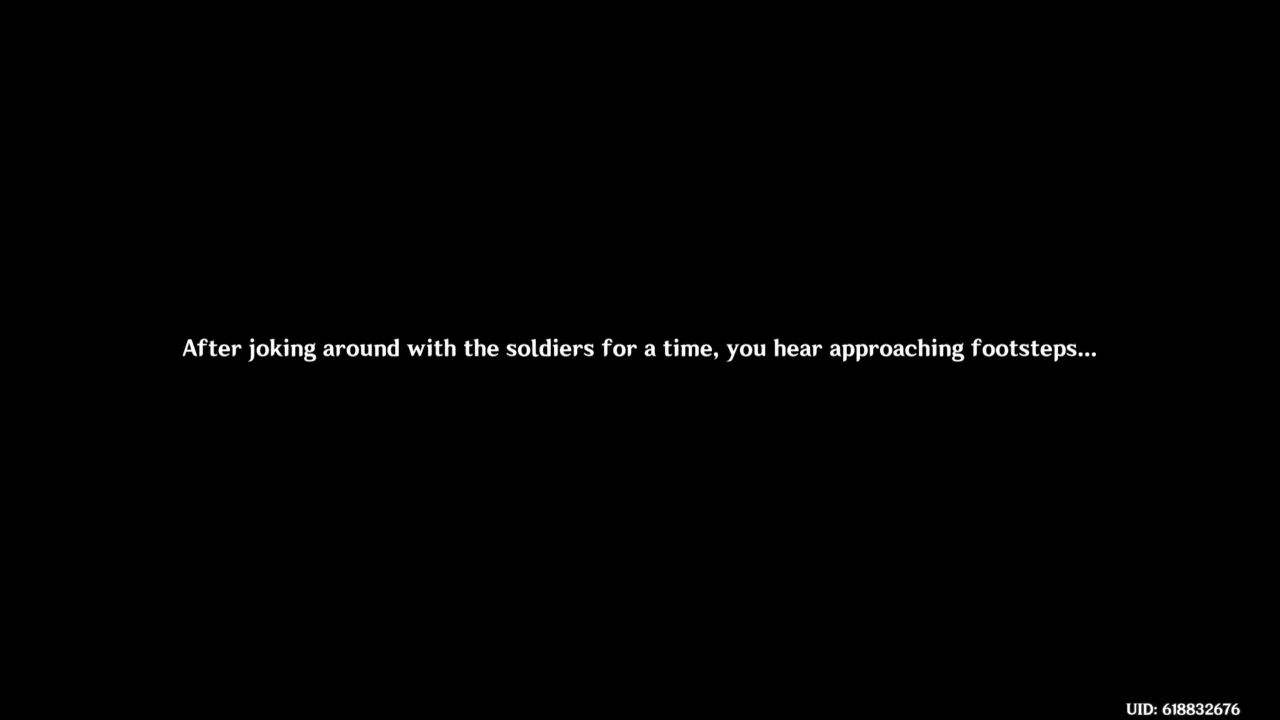 After joking around with the soldiers for a time, you hear approaching footsteps...
UID: 618832676